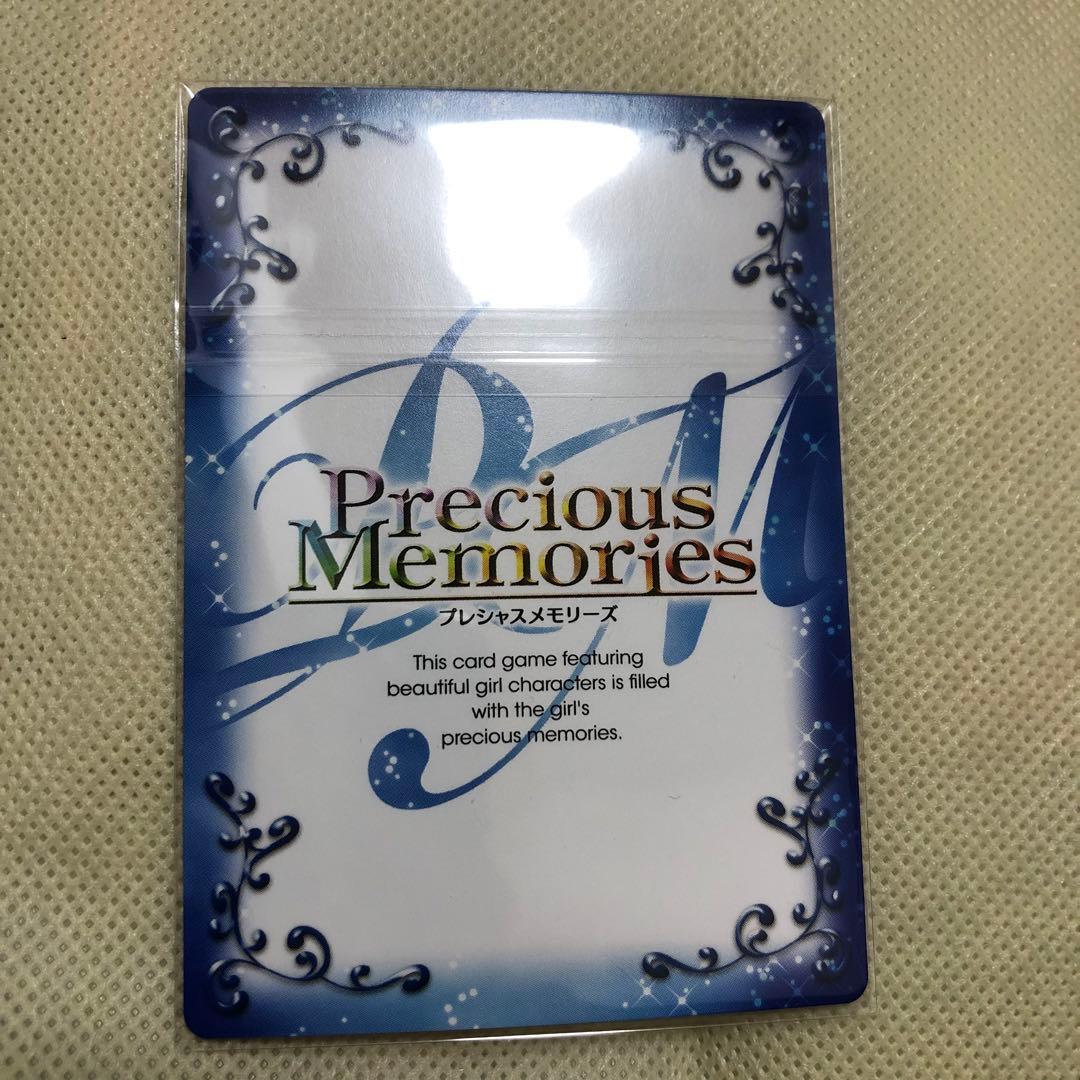 PM
Precious
Memories
プレシャスメモリーズ
This card game featuring
beautiful girl characters is filled
with the girl's
precious memories.